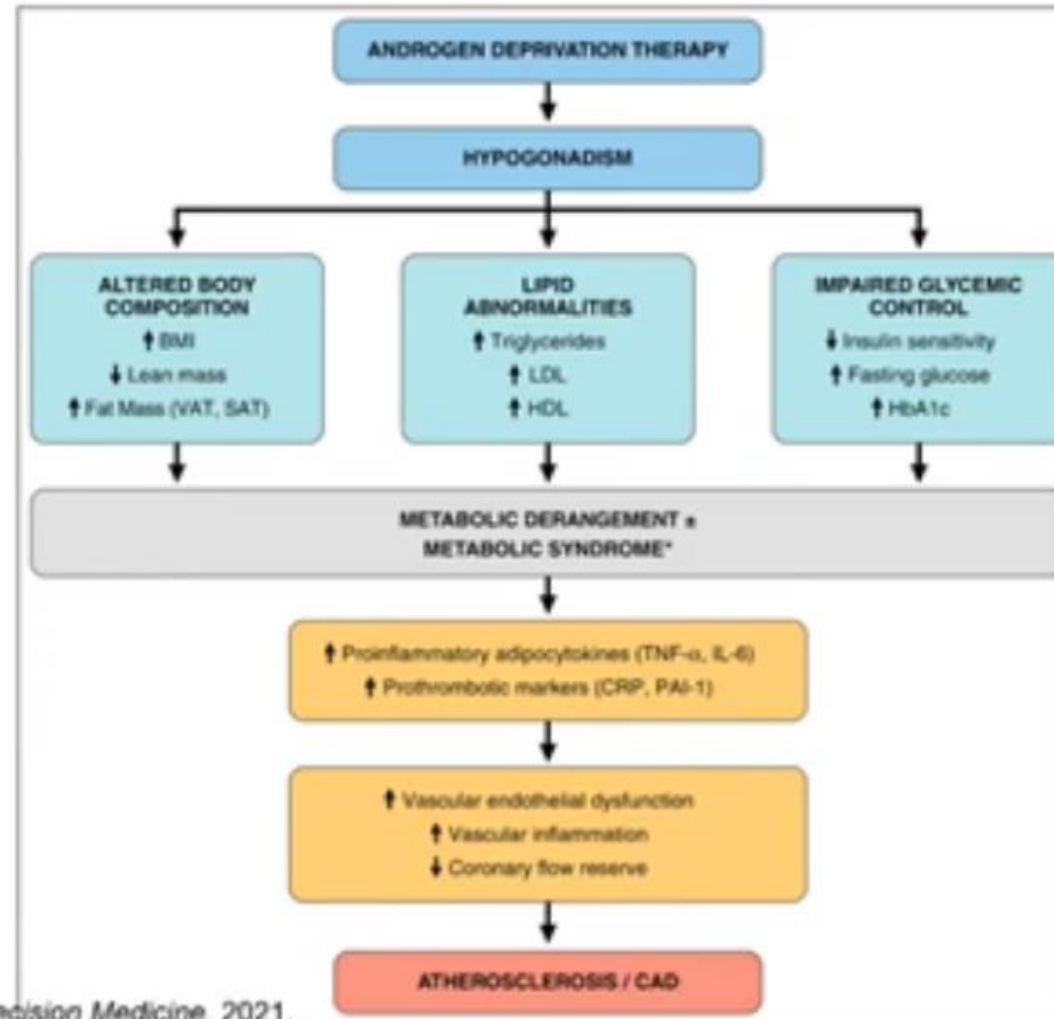 ANDROGEN DEPRIVATION THERAPY
HYPOGONADISM
ALTERED BODY
COMPOSITION
↑ BMI
↓ Lean mass
↑ Fat Mass (VAT, SAT)
LIPID
ABNORMALITIES
↑ Triglycerides
↑ LDL
↑ HDL
IMPAIRED GLYCEMIC
CONTROL
↓ Insulin sensitivity
↑ Fasting glucose
↑ HbA1c
METABOLIC DERANGEMENT ±
METABOLIC SYNDROME*
↑ Proinflammatory adipocytokines (TNF-α, IL-6)
↑ Prothrombotic markers (CRP, PAI-1)
↑ Vascular endothelial dysfunction
↑ Vascular inflammation
↓ Coronary flow reserve
ATHEROSCLEROSIS / CAD
ecision Medicine, 2021.